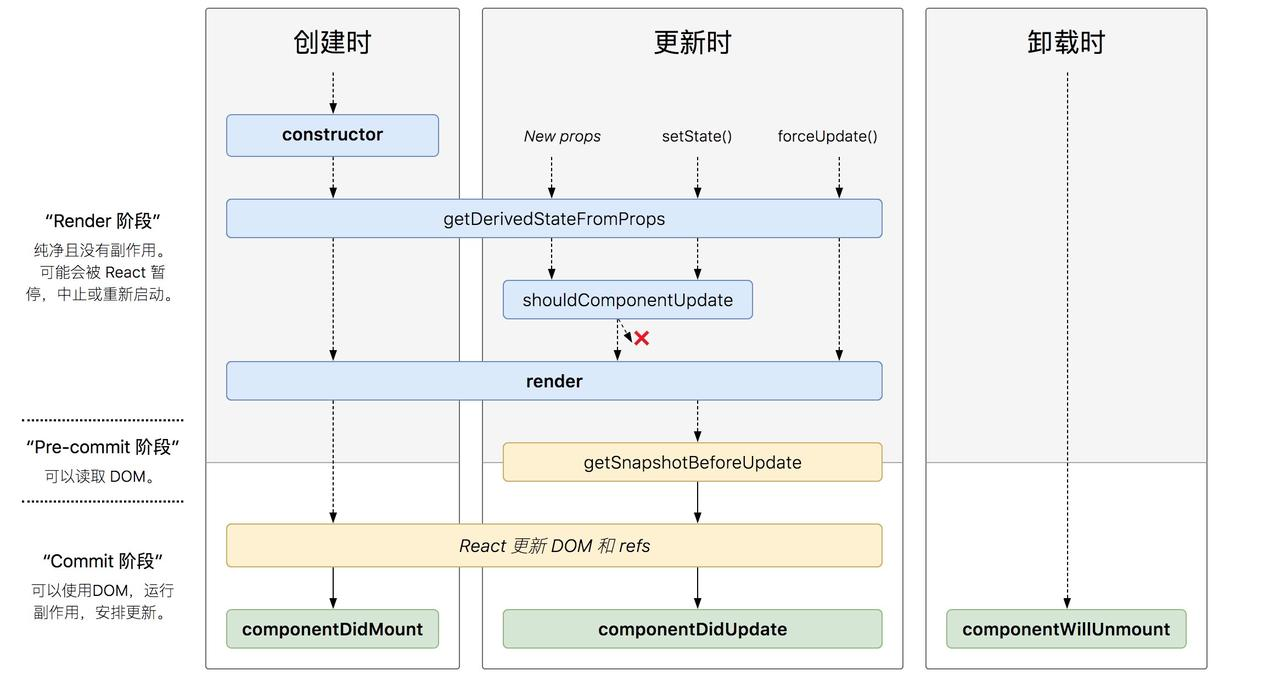 创建时
更新时
卸载时
constructor
New props
setState()
forceUpdate()
“Render 阶段”
纯净且没有副作用。
可能会被 React 暂
停，中止或重新启动。
getDerivedStateFromProps
shouldComponentUpdate
render
“Pre-commit 阶段”
可以读取 DOM。
getSnapshotBeforeUpdate
“Commit 阶段”
可以使用DOM，运行
副作用，安排更新。
React 更新 DOM 和 refs
componentDidMount
componentDidUpdate
componentWillUnmount